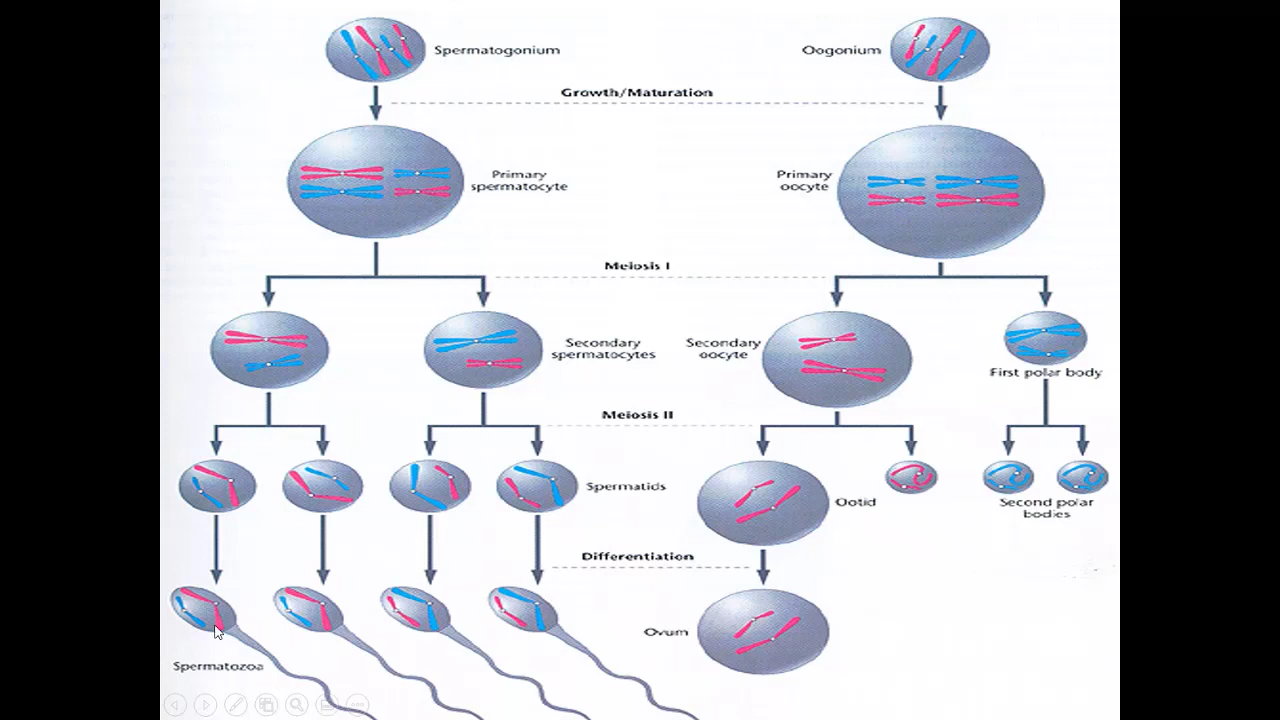 Spermatogonium
Oogonium
Growth/Maturation
Primary
spermatocyte
Primary
oocyte
Meiosis I
Secondary
spermatocytes
Secondary
oocyte
First polar body
Meiosis II
Spermatids
Ootid
Second polar
bodies
Differentiation
Ovum
Spermatozoa